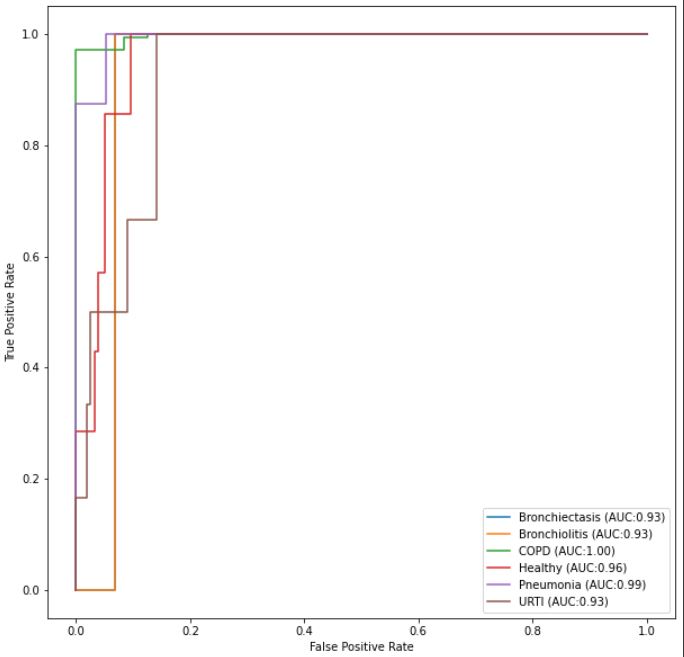 1.0
0.8
0.6
0.4
0.2
0.0
True Positive Rate
Bronchiectasis (AUC:0.93)
Bronchiolitis (AUC:0.93)
COPD (AUC:1.00)
Healthy (AUC:0.96)
Pneumonia (AUC:0.99)
URTI (AUC:0.93)
0.0 0.2 0.4 0.6 0.8 1.0
False Positive Rate